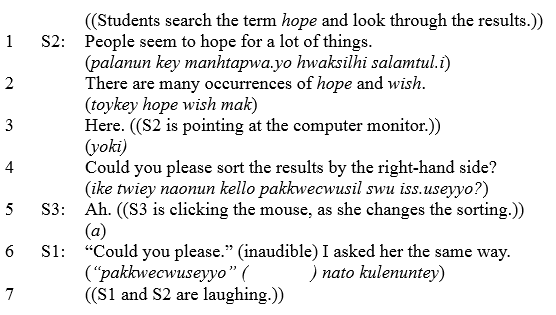 ((Students search the term hope and look through the results.))
1 S2: People seem to hope for a lot of things.
(palanun key manhtapwa.yo hwaksilhi salamtul.i)
2 There are many occurrences of hope and wish.
(toykey hope wish mak)
3 Here. ((S2 is pointing at the computer monitor.))
(yoki)
4 Could you please sort the results by the right-hand side?
(ike twiey naonun kello pakkwecwusil swu iss.useyyo?)
5 S3: Ah. ((S3 is clicking the mouse, as she changes the sorting.))
(a)
6 S1: “Could you please.” (inaudible) I asked her the same way.
(“pakkwecwuseyyo” ( ) nato kulenuntey)
7 ((S1 and S2 are laughing.))